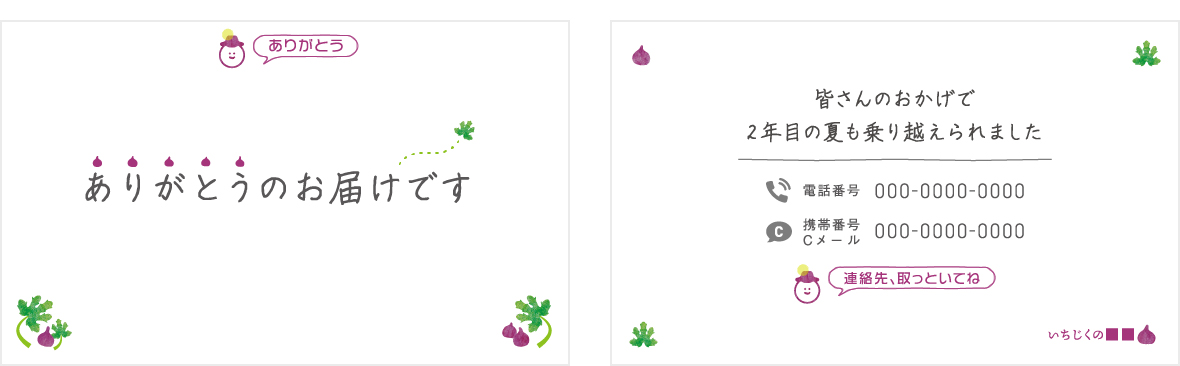 ありがとう
ありがとうのお届けです
皆さんのおかげで
2年目の夏も乗り越えられました
電話番号 000-0000-0000
携帯番号 000-0000-0000
Cメール
C
連絡先、取っといてね
いちじくの■■